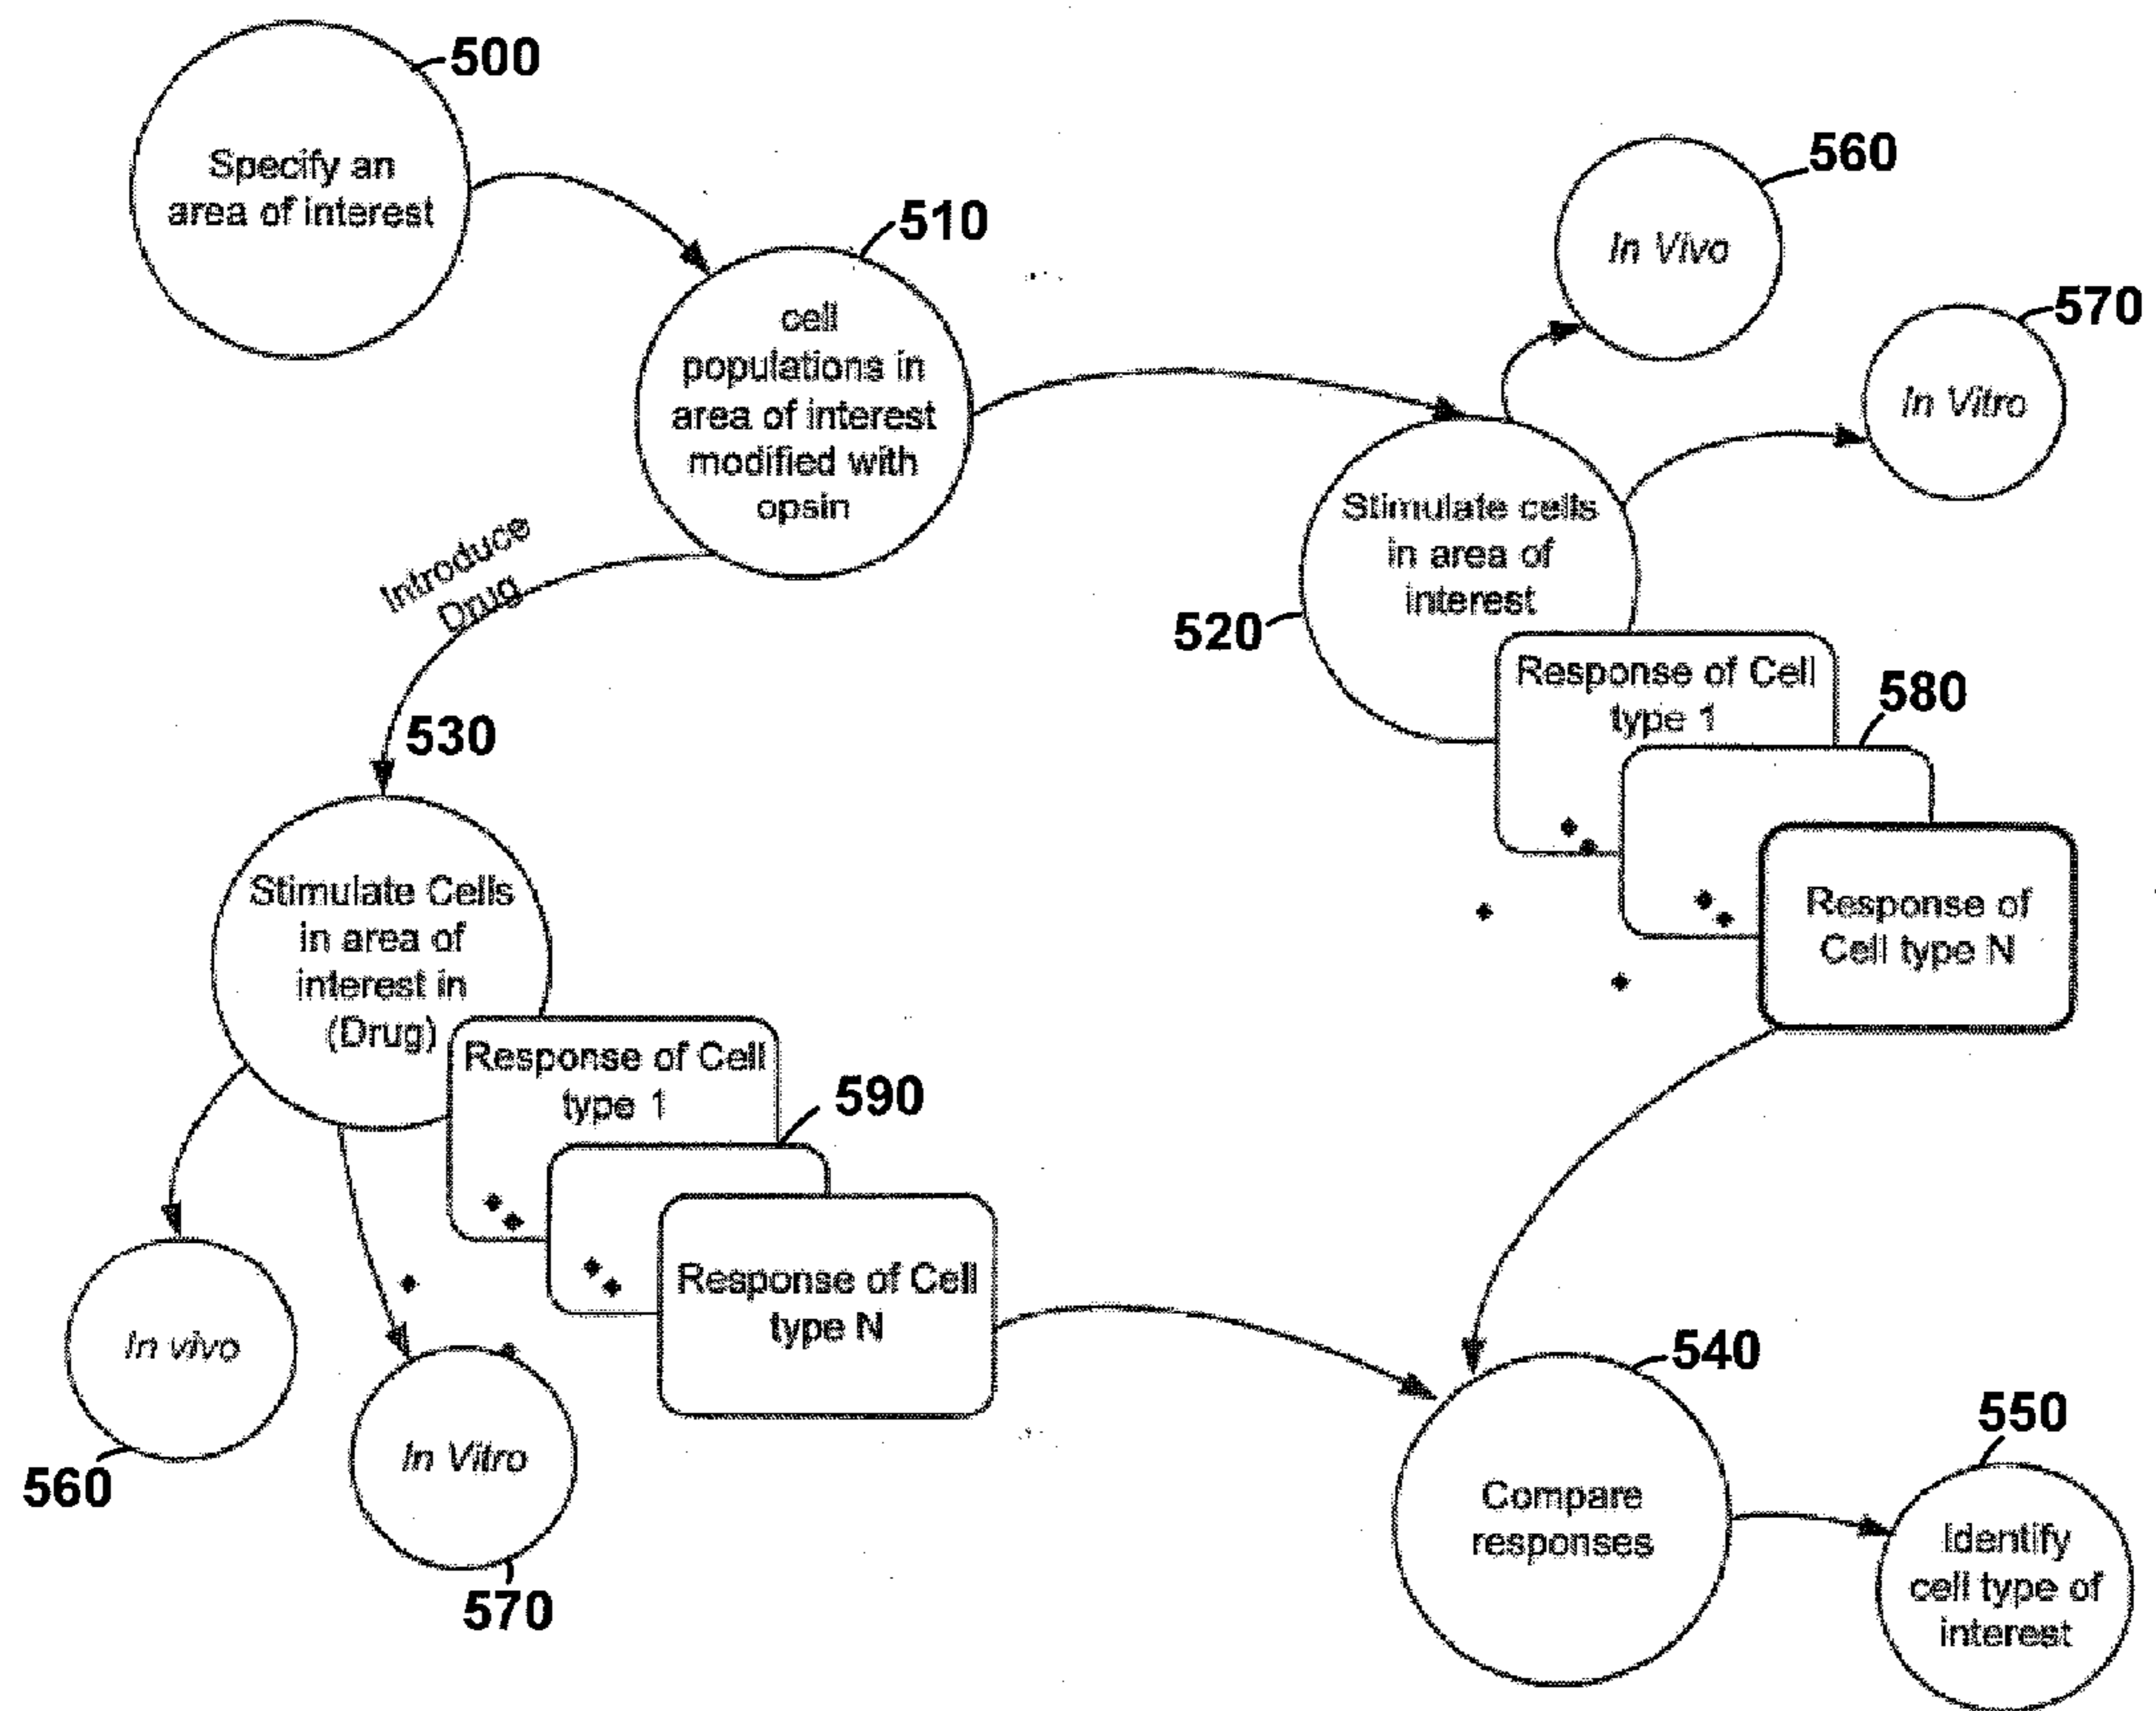 500
Specify an
area of interest
510
cell
populations in
area of interest
modified with
opsin
560
In Vivo
570
In Vitro
Stimulate cells
in area of
interest
520
Response of Cell
type 1
580
Response of
Cell type N
Introduce
Drug
530
Stimulate Cells
in area of
interest in
(Drug)
Response of Cell
type 1
590
Response of Cell
type N
In vivo
560
In Vitro
570
540
Compare
responses
550
Identify
cell type of
interest